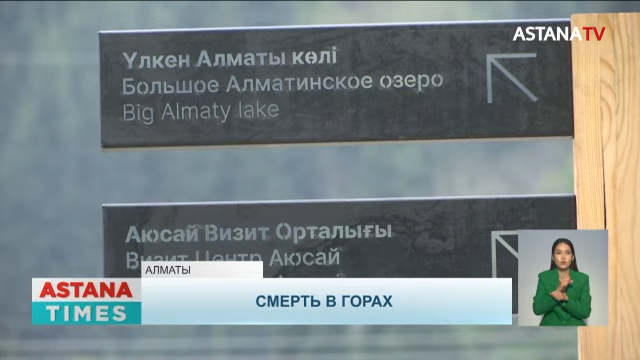 ASTANATV
Үлкен Алматы көлі
Большое Алматинское озеро
Big Almaty lake
Аюсай Визит Орталығы
Визит Центр Аюсай
АЛМАТЫ
ASTANA
TIMES
СМЕРТЬ В ГОРАХ